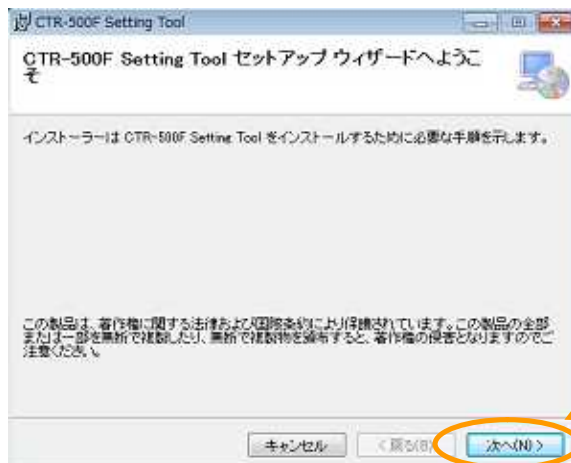 CTR-500F Setting Tool
CTR-500F Setting Tool セットアップ ウィザードへようこ
そ
インストーラーは CTR-500F Setting Tool をインストールするために必要な手順を示します。
この製品は、著作権に関する法律および国際条約により保護されています。この製品の全部
または一部を無断で複製したり、無断で複製物を頒布すると、著作権の侵害となりますのでご
注意ください。
キャンセル
< 戻る(B)
次へ(N) >